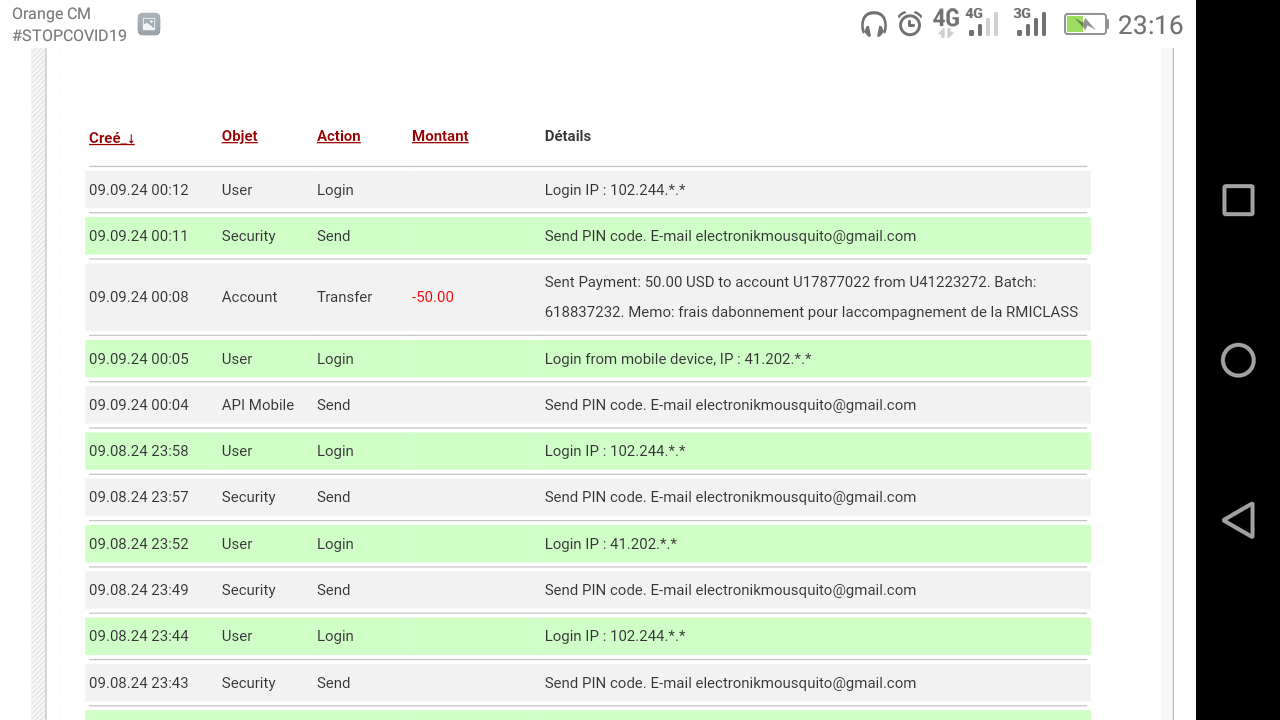 Orange CM
#STOPCOVID19
4G 4G 3G 23:16
Creé_↓ Objet Action Montant Détails
09.09.24 00:12 User Login Login IP : 102.244.*.*
09.09.24 00:11 Security Send Send PIN code. E-mail electronikmousquito@gmail.com
09.09.24 00:08 Account Transfer -50.00 Sent Payment: 50.00 USD to account U17877022 from U41223272. Batch:
618837232. Memo: frais dabonnement pour laccompagnement de la RMICLASS
09.09.24 00:05 User Login Login from mobile device, IP : 41.202.*.*
09.09.24 00:04 API Mobile Send Send PIN code. E-mail electronikmousquito@gmail.com
09.08.24 23:58 User Login Login IP : 102.244.*.*
09.08.24 23:57 Security Send Send PIN code. E-mail electronikmousquito@gmail.com
09.08.24 23:52 User Login Login IP : 41.202.*.*
09.08.24 23:49 Security Send Send PIN code. E-mail electronikmousquito@gmail.com
09.08.24 23:44 User Login Login IP : 102.244.*.*
09.08.24 23:43 Security Send Send PIN code. E-mail electronikmousquito@gmail.com